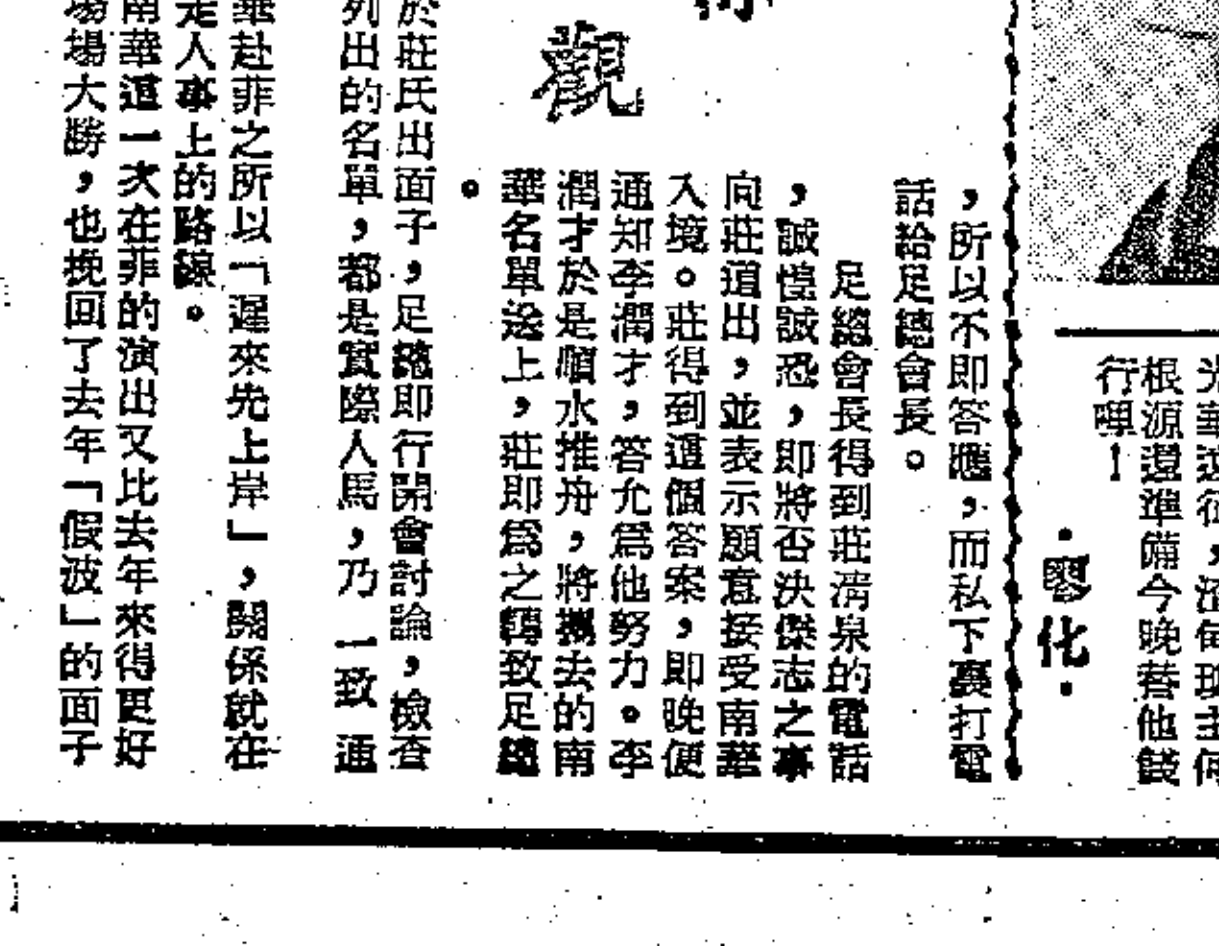 行嘢！
根源還準備今晚替他餞
·廖化·
，所以不即答應，而私下裏打電
話給足總會長。
足總會長得到莊清泉的電話
，誠惶誠恐，即將否決傑志之事
向莊道出，並表示願意接受南華
入境。莊得到這個答案，即晚便
通知李潤才，答允爲他努力。李
潤才於是順水推舟，將攜去的南
華名單送上，莊即爲之轉致足總
。
觀
於莊氏出面子，足總即行開會討論，檢查
列出的名單，都是實際人馬，乃一致通
華赴菲之所以「遲來先上岸」，關係就在
走人事上的路線。
南華這一次在菲的演出又比去年來得更好
場場大勝，也挽回了去年「假波」的面子